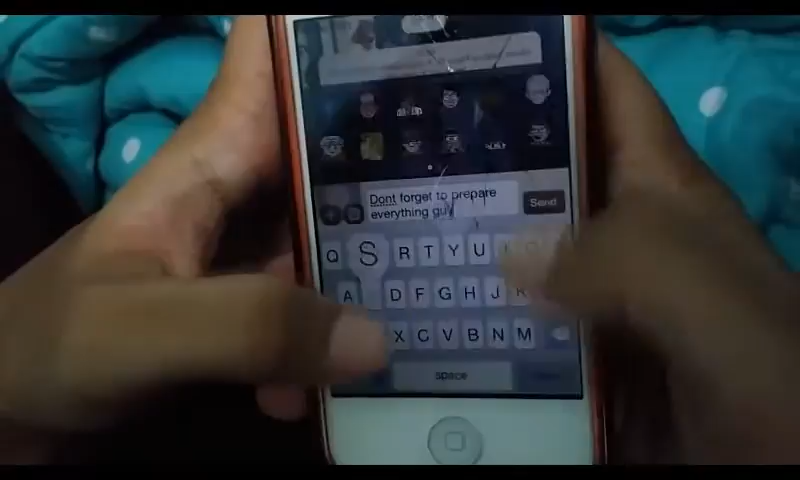 Dont forget to prepare
everything guy
Send
Q S R T Y U
A D F G H J K
X C V B N M
space